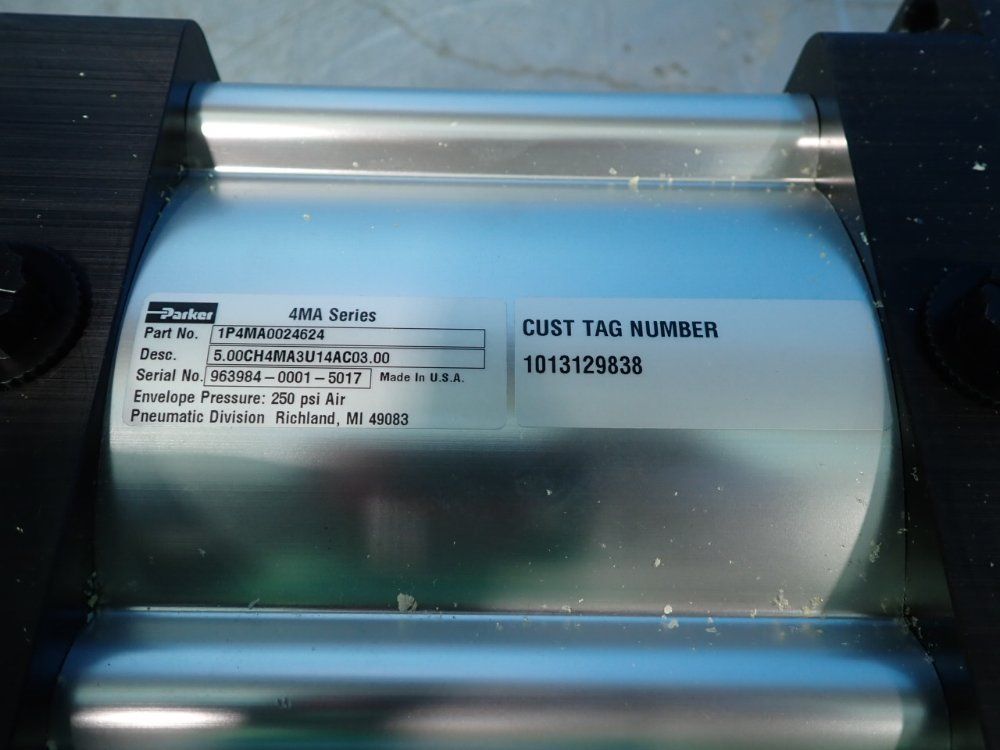 Parker 4MA Series
Part No. 1P4MA0024624
Desc. 5.00CH4MA3U14AC03.00
Serial No. 963984-0001-5017 Made In U.S.A.
Envelope Pressure: 250 psi Air
Pneumatic Division Richland, MI 49083
CUST TAG NUMBER
1013129838